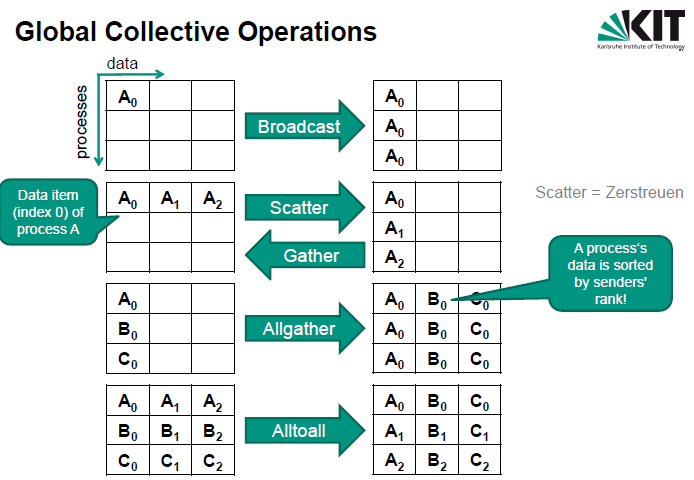 Global Collective Operations
KIT
Karlsruhe Institute of Technology
data
processes
A0
Broadcast
A0
A0
A0
Data item
(index 0) of
process A
A0 A1 A2
Scatter
Gather
A0
A1
A2
Scatter = Zerstreuen
A process's
data is sorted
by senders'
rank!
A0
B0
C0
Allgather
A0 B0 C0
A0 B0 C0
A0 B0 C0
A0 A1 A2
B0 B1 B2
C0 C1 C2
Alltoall
A0 B0 C0
A1 B1 C1
A2 B2 C2